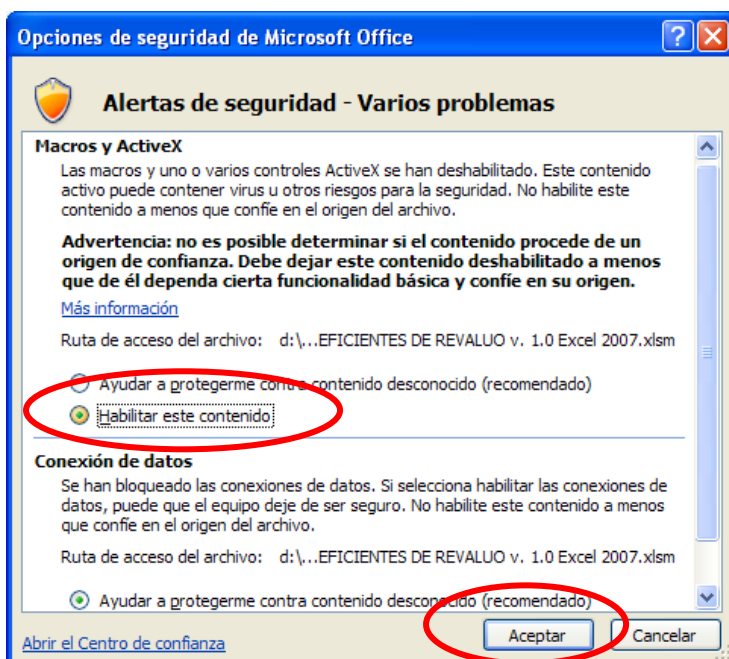 Opciones de seguridad de Microsoft Office
Alertas de seguridad - Varios problemas
Macros y ActiveX
Las macros y uno o varios controles ActiveX se han deshabilitado. Este contenido
activo puede contener virus u otros riesgos para la seguridad. No habilite este
contenido a menos que confíe en el origen del archivo.
Advertencia: no es posible determinar si el contenido procede de un
origen de confianza. Debe dejar este contenido deshabilitado a menos
que de él dependa cierta funcionalidad básica y confíe en su origen.
Más información
Ruta de acceso del archivo: d:\...EFICIENTES DE REVALUO v. 1.0 Excel 2007.xlsm
Ayudar a protegerme contra contenido desconocido (recomendado)
Habilitar este contenido
Conexión de datos
Se han bloqueado las conexiones de datos. Si selecciona habilitar las conexiones de
datos, puede que el equipo deje de ser seguro. No habilite este contenido a menos
que confíe en el origen del archivo.
Ruta de acceso del archivo: d:\...EFICIENTES DE REVALUO v. 1.0 Excel 2007.xlsm
Ayudar a protegerme contra contenido desconocido (recomendado)
Abrir el Centro de confianza
Aceptar
Cancelar